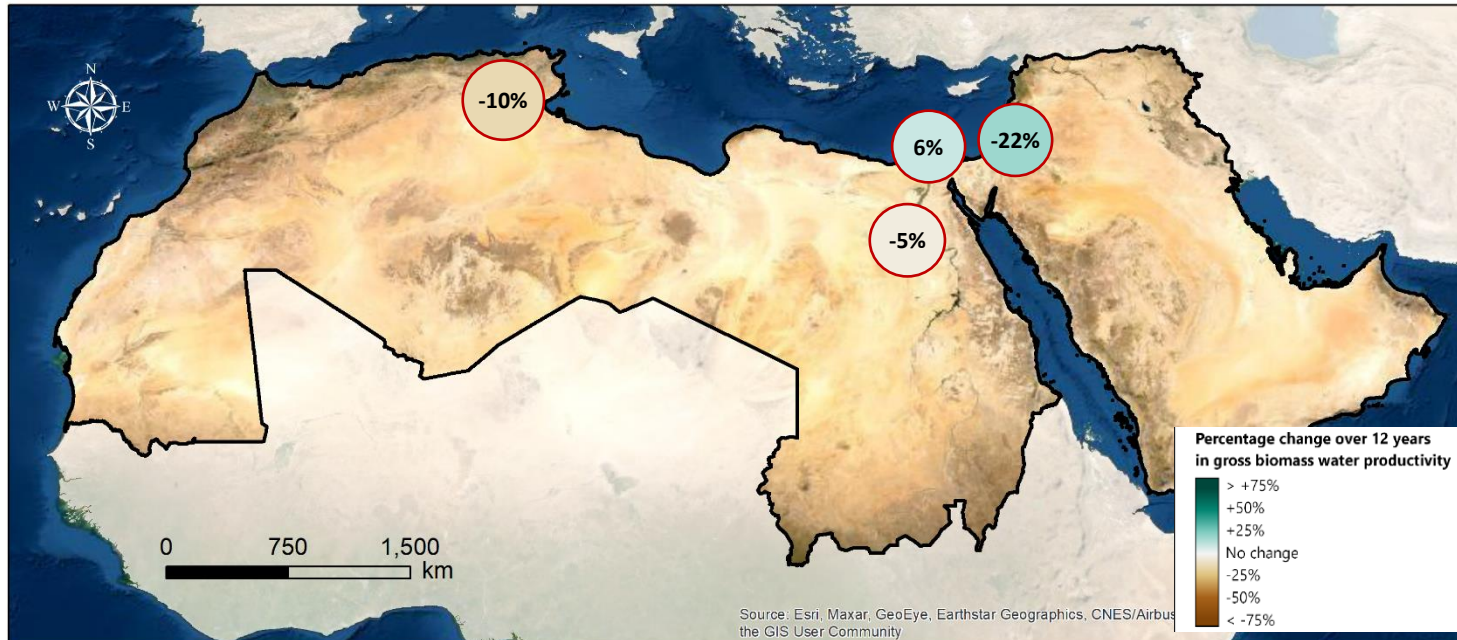 N
W E
S
-10%
6%
-22%
-5%
0 750 1,500
km
Percentage change over 12 years
in gross biomass water productivity
> +75%
+50%
+25%
No change
-25%
-50%
< -75%
Source: Esri, Maxar, GeoEye, Earthstar Geographics, CNES/Airbus
the GIS User Community